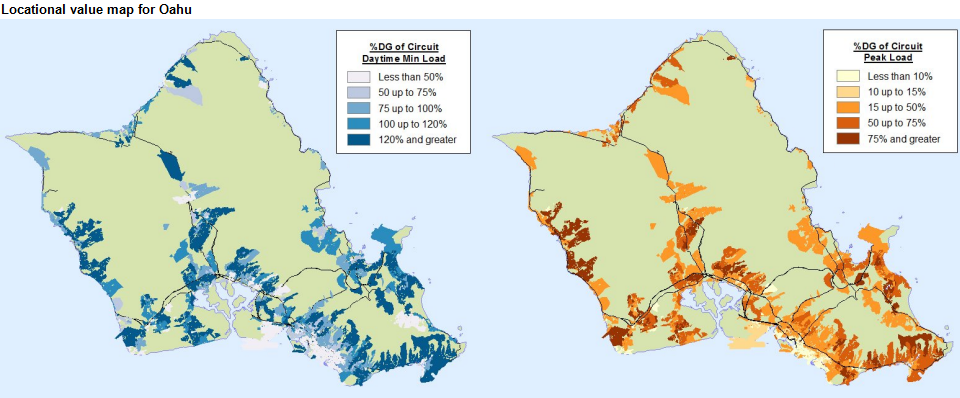 Locational value map for Oahu
%DG of Circuit
Daytime Min Load
Less than 50%
50 up to 75%
75 up to 100%
100 up to 120%
120% and greater
%DG of Circuit
Peak Load
Less than 10%
10 up to 15%
15 up to 50%
50 up to 75%
75% and greater